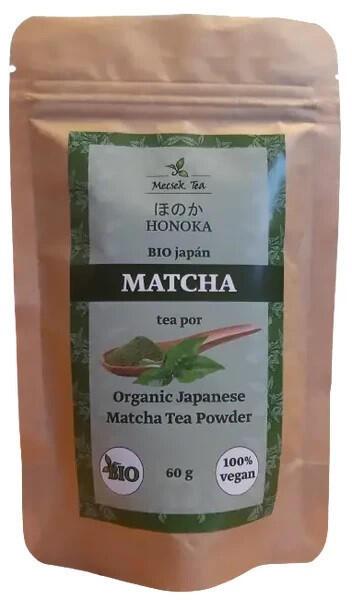 Mecsek Tea
ほのか
HONOKA
BIO japán
MATCHA
tea por
Organic Japanese
Matcha Tea Powder
BIO
60 g
100%
vegan